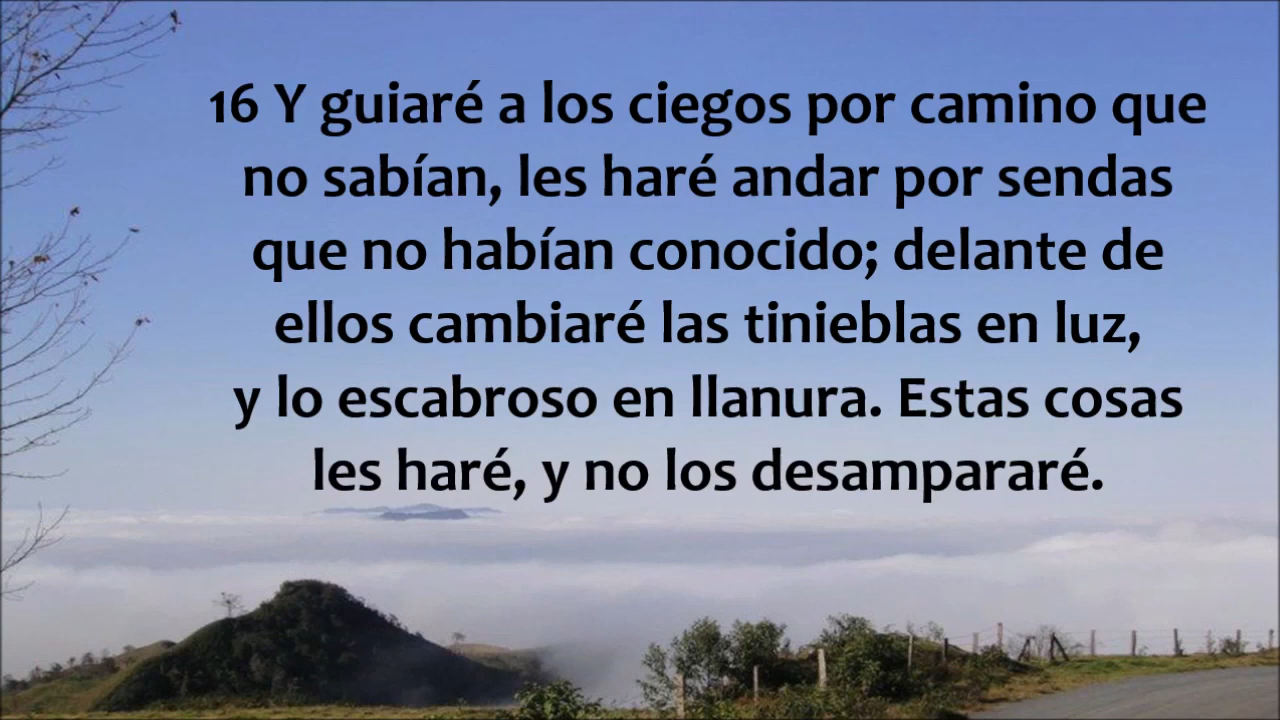 16 Y guiaré a los ciegos por camino que
no sabían, les haré andar por sendas
que no habían conocido; delante de
ellos cambiaré las tinieblas en luz,
y lo escabroso en llanura. Estas cosas
les haré, y no los desampararé.